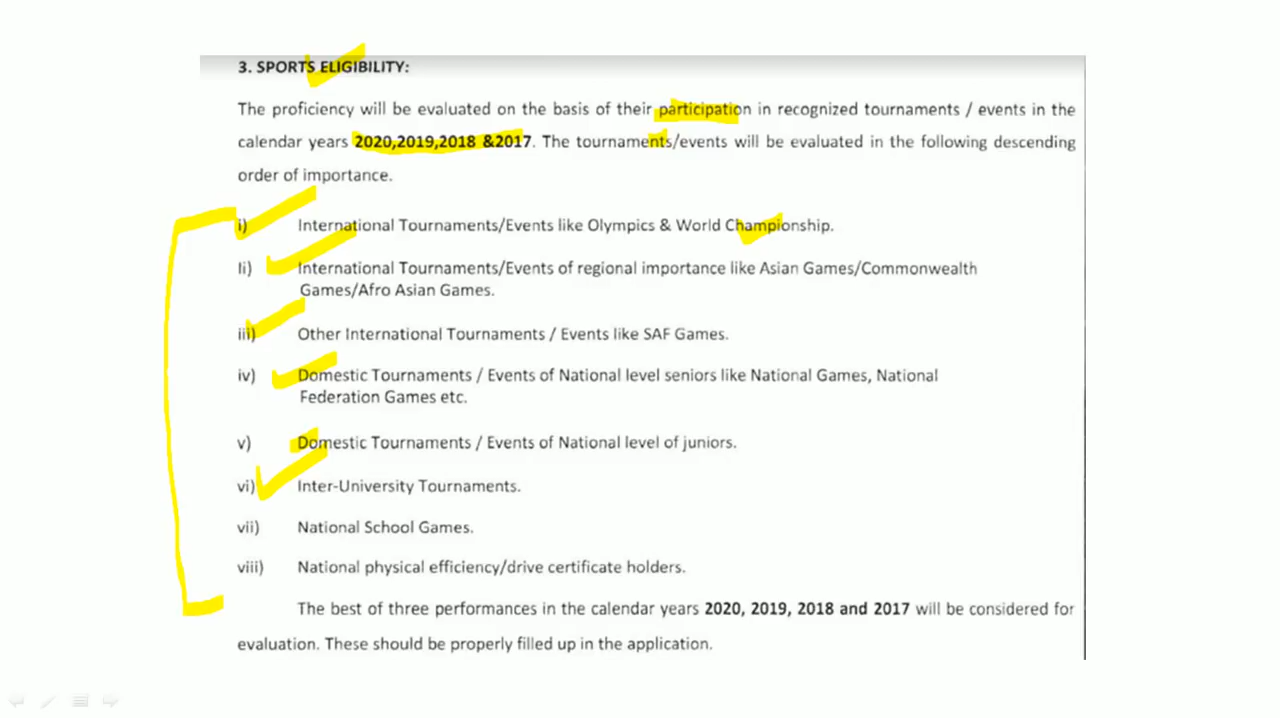 3. SPORTS ELIGIBILITY:
The proficiency will be evaluated on the basis of their participation in recognized tournaments / events in the
calendar years 2020,2019,2018 &2017. The tournaments/events will be evaluated in the following descending
order of importance.
i) International Tournaments/Events like Olympics & World Championship.
Ii) International Tournaments/Events of regional importance like Asian Games/Commonwealth
Games/Afro Asian Games.
iii) Other International Tournaments / Events like SAF Games.
iv) Domestic Tournaments / Events of National level seniors like National Games, National
Federation Games etc.
v) Domestic Tournaments / Events of National level of juniors.
vi) Inter-University Tournaments.
vii) National School Games.
viii) National physical efficiency/drive certificate holders.
The best of three performances in the calendar years 2020, 2019, 2018 and 2017 will be considered for
evaluation. These should be properly filled up in the application.